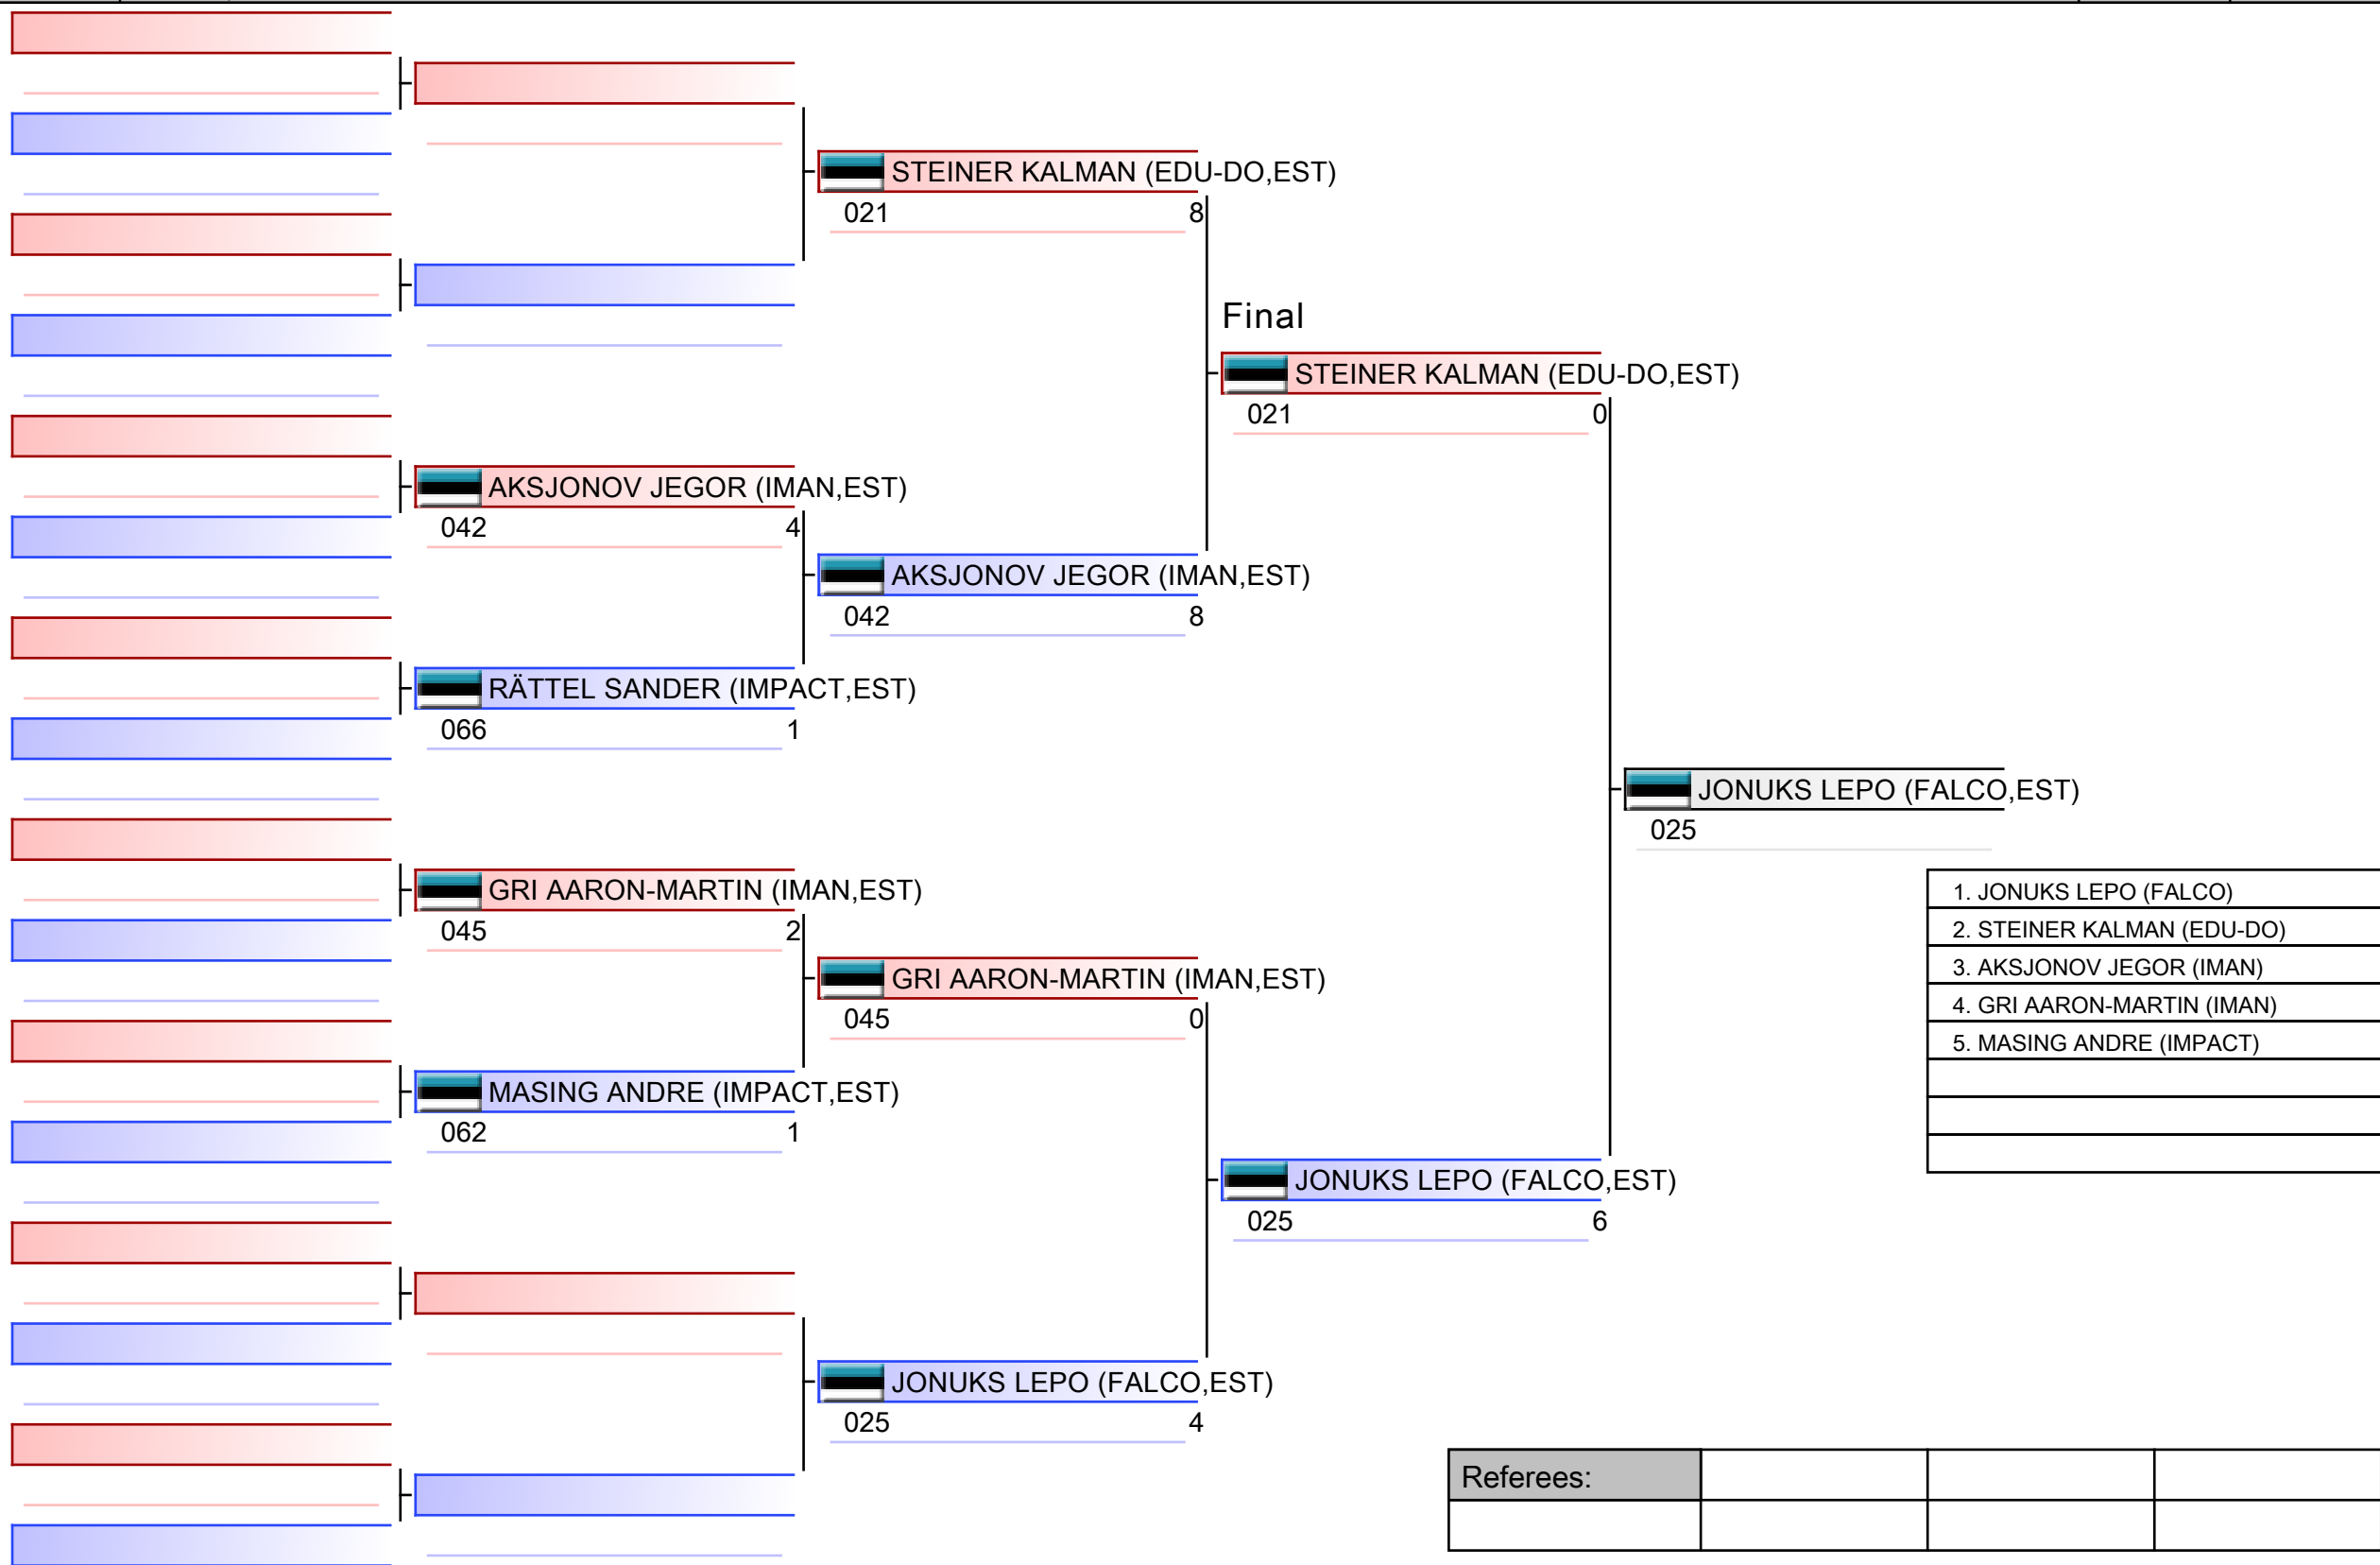 STEINER KALMAN (EDU-DO,EST)
021 8
Final
STEINER KALMAN (EDU-DO,EST)
021 0
AKSJONOV JEGOR (IMAN,EST)
042 4
AKSJONOV JEGOR (IMAN,EST)
042 8
RÄTTEL SANDER (IMPACT,EST)
066 1
JONUKS LEPO (FALCO,EST)
025
GRI AARON-MARTIN (IMAN,EST)
045 2
1. JONUKS LEPO (FALCO)
2. STEINER KALMAN (EDU-DO)
3. AKSJONOV JEGOR (IMAN)
4. GRI AARON-MARTIN (IMAN)
5. MASING ANDRE (IMPACT)
GRI AARON-MARTIN (IMAN,EST)
045 0
MASING ANDRE (IMPACT,EST)
062 1
JONUKS LEPO (FALCO,EST)
025 6
JONUKS LEPO (FALCO,EST)
025 4
Referees: